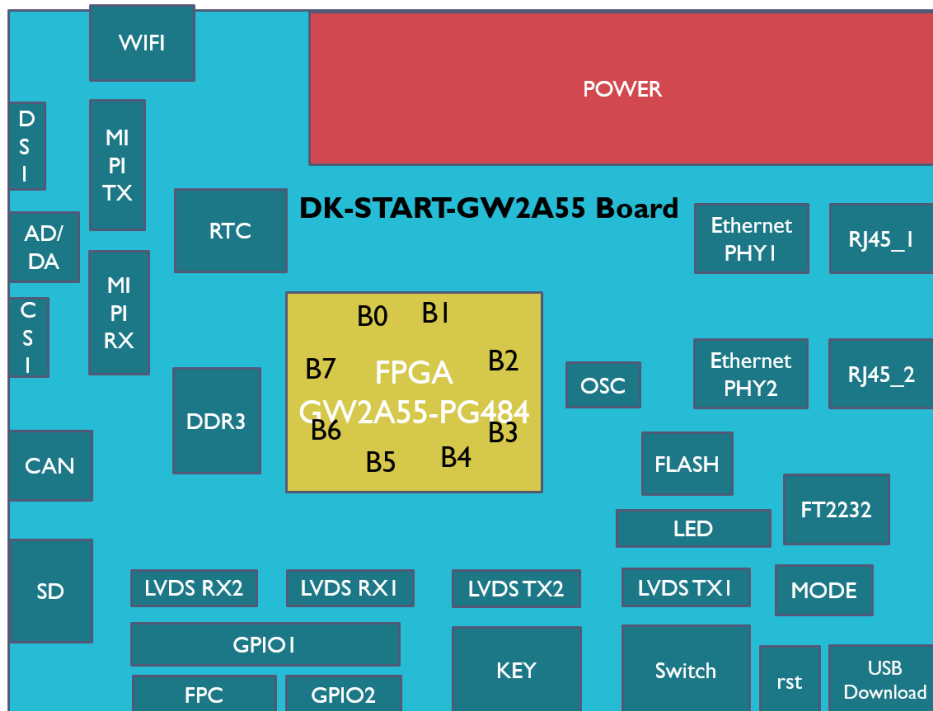 WIFI
POWER
D
S
I
MI
PI
TX
DK-START-GW2A55 Board
RTC
AD/
DA
Ethernet
PHY1
RJ45_1
MI
PI
RX
C
S
I
B0
B1
B7
B2
FPGA
GW2A55-PG484
B6
B3
B5
B4
OSC
Ethernet
PHY2
RJ45_2
DDR3
CAN
FLASH
FT2232
LED
SD
LVDS RX2
LVDS RX1
LVDS TX2
LVDS TX1
MODE
GPIO1
KEY
Switch
rst
USB
Download
FPC
GPIO2